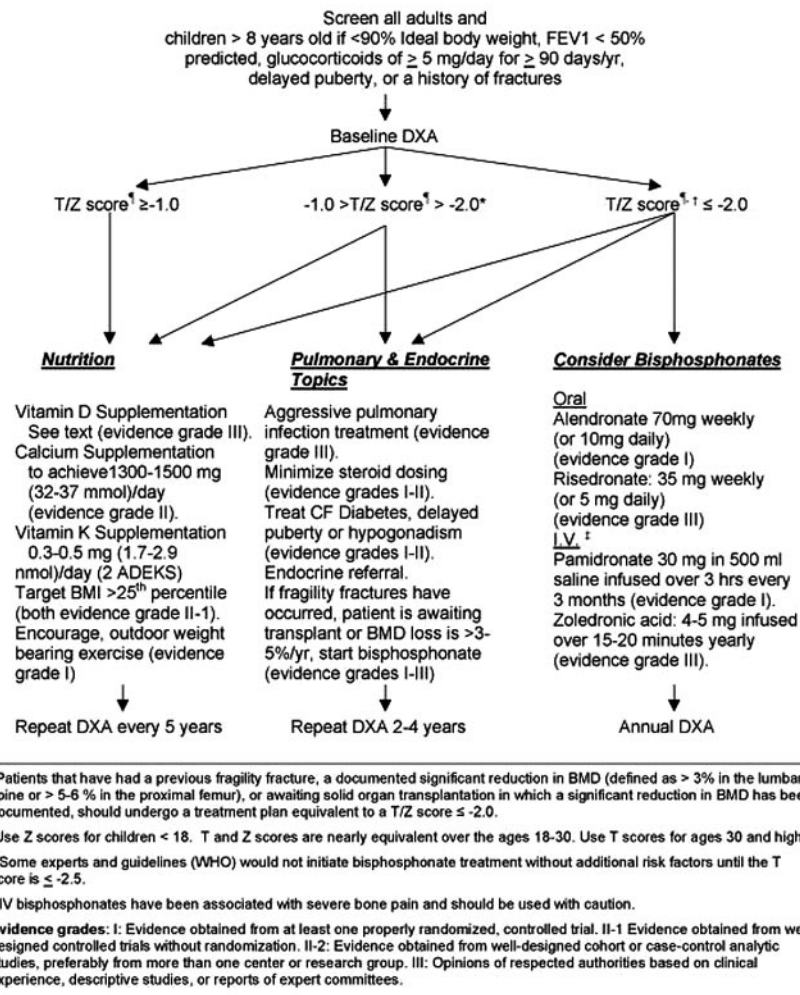 Screen all adults and
children > 8 years old if <90% Ideal body weight, FEV1 < 50%
predicted, glucocorticoids of ≥ 5 mg/day for ≥ 90 days/yr,
delayed puberty, or a history of fractures
Baseline DXA
T/Z score¶ ≥-1.0
-1.0 >T/Z score¶ > -2.0*
T/Z score¶,† ≤ -2.0
Nutrition
Vitamin D Supplementation
See text (evidence grade III).
Calcium Supplementation
to achieve1300-1500 mg
(32-37 mmol)/day
(evidence grade II).
Vitamin K Supplementation
0.3-0.5 mg (1.7-2.9
nmol)/day (2 ADEKS)
Target BMI >25th percentile
(both evidence grade II-1).
Encourage, outdoor weight
bearing exercise (evidence
grade I)
Repeat DXA every 5 years
Pulmonary & Endocrine
Topics
Aggressive pulmonary
infection treatment (evidence
grade III).
Minimize steroid dosing
(evidence grades I-II).
Treat CF Diabetes, delayed
puberty or hypogonadism
(evidence grades I-II).
Endocrine referral.
If fragility fractures have
occurred, patient is awaiting
transplant or BMD loss is >3-
5%/yr, start bisphosphonate
(evidence grades I-III)
Repeat DXA 2-4 years
Consider Bisphosphonates
Oral
Alendronate 70mg weekly
(or 10mg daily)
(evidence grade I)
Risedronate: 35 mg weekly
(or 5 mg daily)
(evidence grade III)
I.V. ‡
Pamidronate 30 mg in 500 ml
saline infused over 3 hrs every
3 months (evidence grade I).
Zoledronic acid: 4-5 mg infused
over 15-20 minutes yearly
(evidence grade III).
Annual DXA
Patients that have had a previous fragility fracture, a documented significant reduction in BMD (defined as > 3% in the lumbar
pine or > 5-6 % in the proximal femur), or awaiting solid organ transplantation in which a significant reduction in BMD has bee
ocumented, should undergo a treatment plan equivalent to a T/Z score ≤ -2.0.
Use Z scores for children < 18. T and Z scores are nearly equivalent over the ages 18-30. Use T scores for ages 30 and high
Some experts and guidelines (WHO) would not initiate bisphosphonate treatment without additional risk factors until the T
core is ≤ -2.5.
IV bisphosphonates have been associated with severe bone pain and should be used with caution.
vidence grades: I: Evidence obtained from at least one properly randomized, controlled trial. II-1 Evidence obtained from we
esigned controlled trials without randomization. II-2: Evidence obtained from well-designed cohort or case-control analytic
tudies, preferably from more than one center or research group. III: Opinions of respected authorities based on clinical
xperience, descriptive studies, or reports of expert committees.